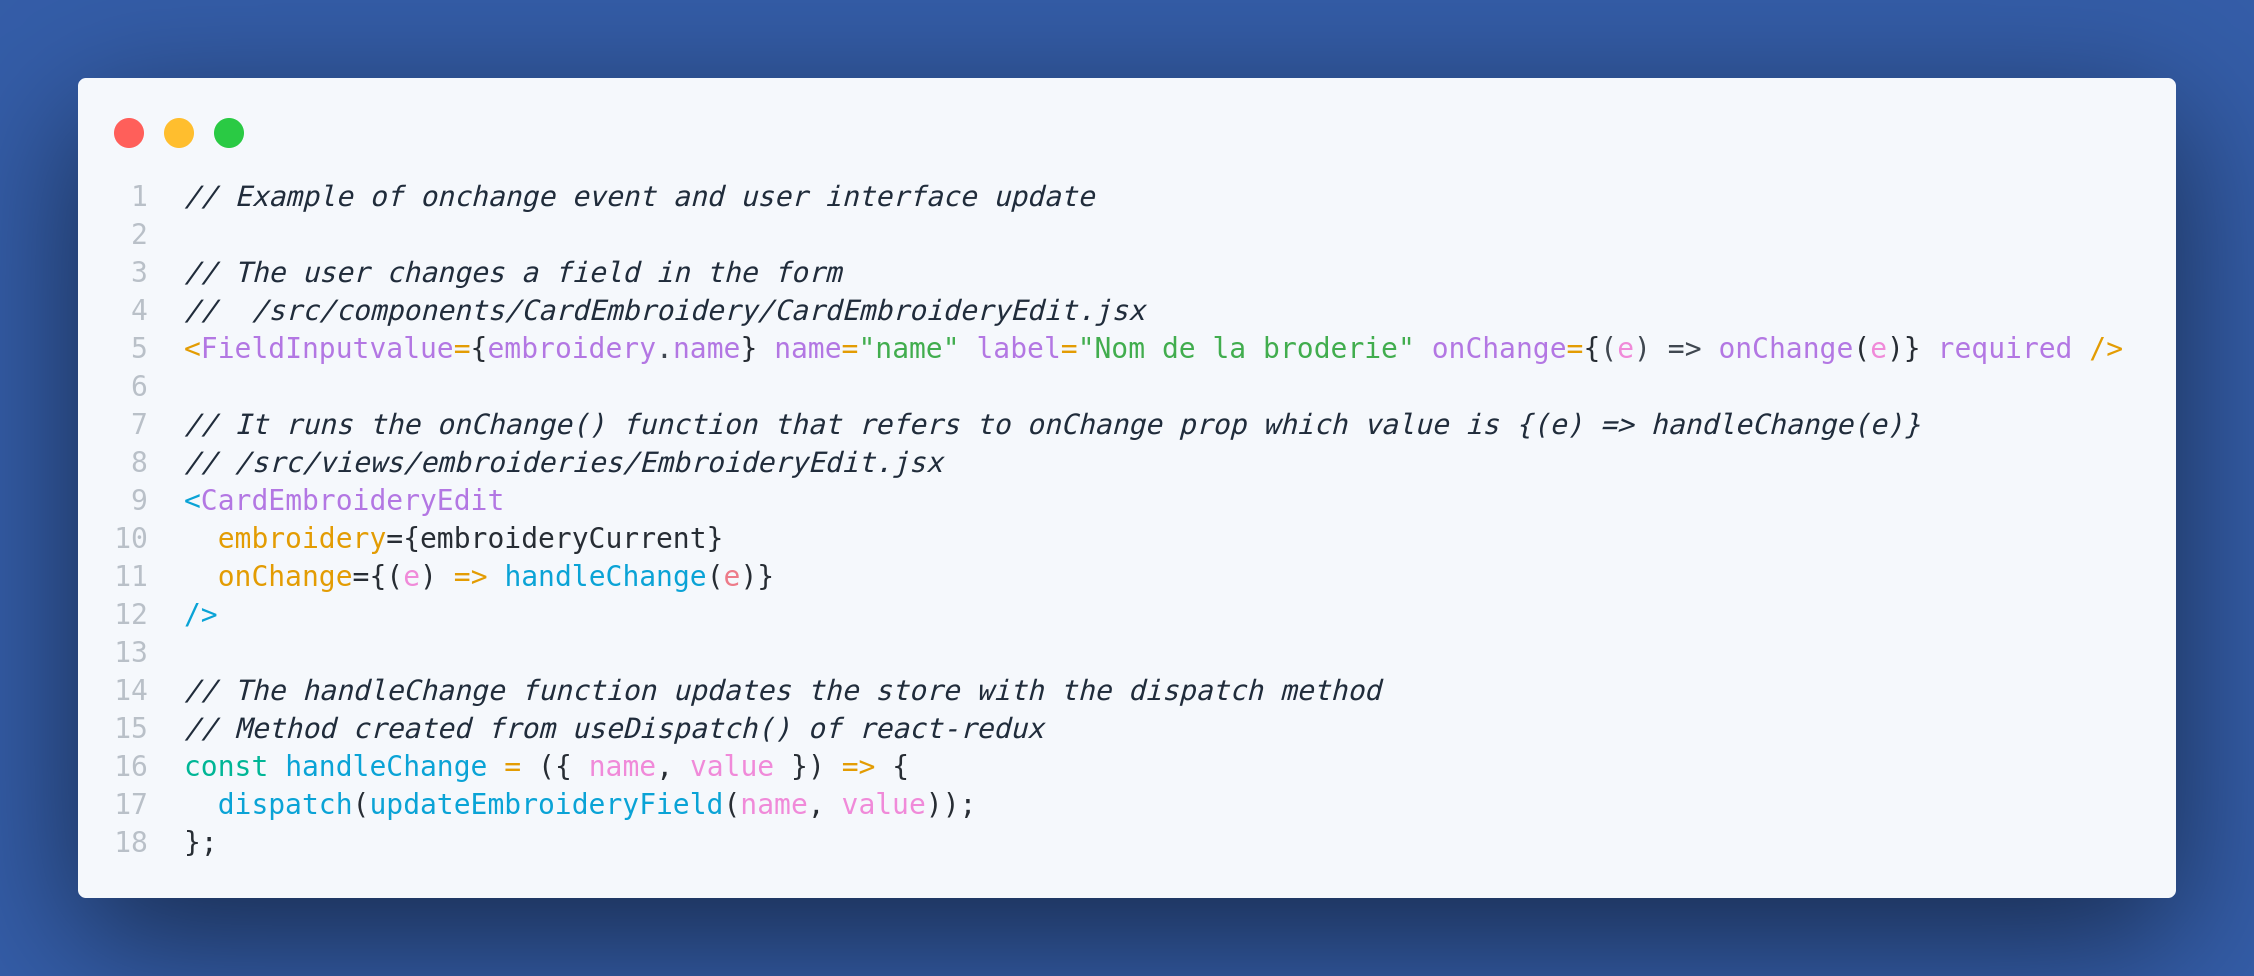 1 // Example of onchange event and user interface update
2
3 // The user changes a field in the form
4 //  /src/components/CardEmbroidery/CardEmbroideryEdit.jsx
5 <FieldInputvalue={embroidery.name} name="name" label="Nom de la broderie" onChange={(e) => onChange(e)} required />
6
7 // It runs the onChange() function that refers to onChange prop which value is {(e) => handleChange(e)}
8 // /src/views/embroideries/EmbroideryEdit.jsx
9 <CardEmbroideryEdit
10   embroidery={embroideryCurrent}
11   onChange={(e) => handleChange(e)}
12 />
13
14 // The handleChange function updates the store with the dispatch method
15 // Method created from useDispatch() of react-redux
16 const handleChange = ({ name, value }) => {
17   dispatch(updateEmbroideryField(name, value));
18 };